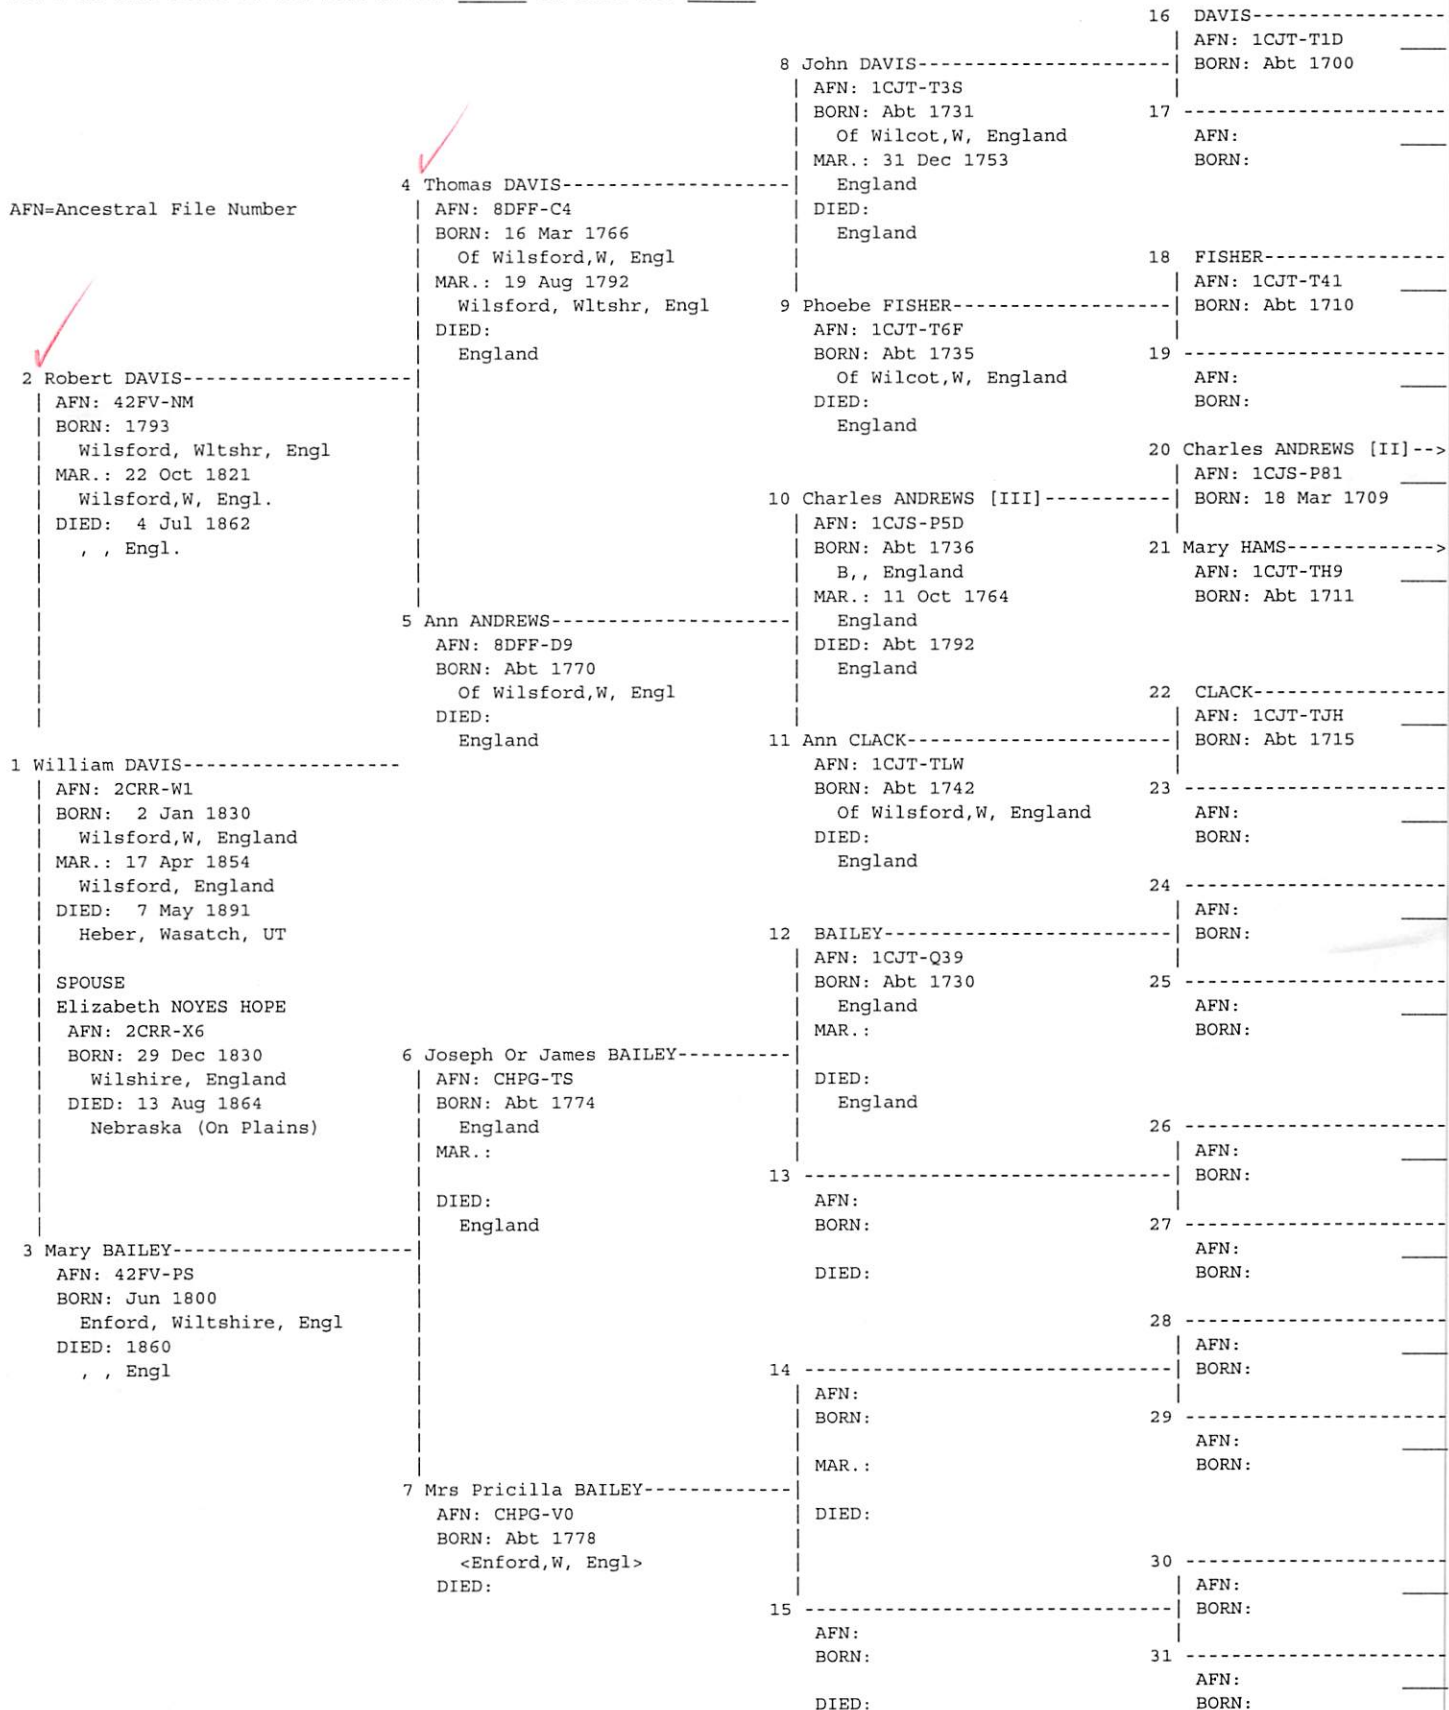 AFN=Ancestral File Number
2 Robert DAVIS--------------------
AFN: 42FV-NM
BORN: 1793
Wilsford, Wltshr, Engl
MAR.: 22 Oct 1821
Wilsford,W, Engl.
DIED:  4 Jul 1862
, , Engl.
1 William DAVIS-------------------
AFN: 2CRR-W1
BORN:  2 Jan 1830
Wilsford,W, England
MAR.: 17 Apr 1854
Wilsford, England
DIED:  7 May 1891
Heber, Wasatch, UT
SPOUSE
Elizabeth NOYES HOPE
AFN: 2CRR-X6
BORN: 29 Dec 1830
Wilshire, England
DIED: 13 Aug 1864
Nebraska (On Plains)
3 Mary BAILEY---------------------
AFN: 42FV-PS
BORN: Jun 1800
Enford, Wiltshire, Engl
DIED: 1860
, , Engl
4 Thomas DAVIS--------------------
AFN: 8DFF-C4
BORN: 16 Mar 1766
Of Wilsford,W, Engl
MAR.: 19 Aug 1792
Wilsford, Wltshr, Engl
DIED:
England
5 Ann ANDREWS---------------------
AFN: 8DFF-D9
BORN: Abt 1770
Of Wilsford,W, Engl
DIED:
England
6 Joseph Or James BAILEY----------
AFN: CHPG-TS
BORN: Abt 1774
England
MAR.:
DIED:
England
7 Mrs Pricilla BAILEY-------------
AFN: CHPG-V0
BORN: Abt 1778
<Enford,W, Engl>
DIED:
8 John DAVIS----------------------
AFN: 1CJT-T3S
BORN: Abt 1731
Of Wilcot,W, England
MAR.: 31 Dec 1753
England
DIED:
England
9 Phoebe FISHER-------------------
AFN: 1CJT-T6F
BORN: Abt 1735
Of Wilcot,W, England
DIED:
England
10 Charles ANDREWS [III]-----------
AFN: 1CJS-P5D
BORN: Abt 1736
B,, England
MAR.: 11 Oct 1764
England
DIED: Abt 1792
England
11 Ann CLACK-----------------------
AFN: 1CJT-TLW
BORN: Abt 1742
Of Wilsford,W, England
DIED:
England
12  BAILEY-------------------------
AFN: 1CJT-Q39
BORN: Abt 1730
England
MAR.:
DIED:
England
13 --------------------------------
AFN:
BORN:
DIED:
14 --------------------------------
AFN:
BORN:
MAR.:
DIED:
15 --------------------------------
AFN:
BORN:
DIED:
16  DAVIS-----------------
AFN: 1CJT-T1D
BORN: Abt 1700
17 -----------------------
AFN:
BORN:
18  FISHER----------------
AFN: 1CJT-T41
BORN: Abt 1710
19 -----------------------
AFN:
BORN:
20 Charles ANDREWS [II]-->
AFN: 1CJS-P81
BORN: 18 Mar 1709
21 Mary HAMS------------->
AFN: 1CJT-TH9
BORN: Abt 1711
22  CLACK-----------------
AFN: 1CJT-TJH
BORN: Abt 1715
23 -----------------------
AFN:
BORN:
24 -----------------------
AFN:
BORN:
25 -----------------------
AFN:
BORN:
26 -----------------------
AFN:
BORN:
27 -----------------------
AFN:
BORN:
28 -----------------------
AFN:
BORN:
29 -----------------------
AFN:
BORN:
30 -----------------------
AFN:
BORN:
31 -----------------------
AFN:
BORN: